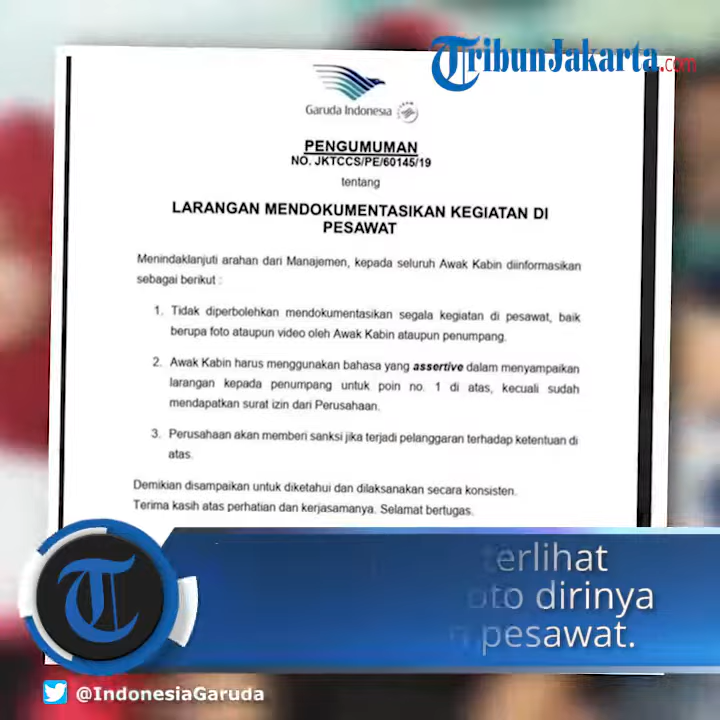 TribunJakarta.com
Garuda Indonesia
PENGUMUMAN
NO. JKTCCS/PE/60145/19
tentang
LARANGAN MENDOKUMENTASIKAN KEGIATAN DI
PESAWAT
Menindaklanjuti arahan dari Manajemen, kepada seluruh Awak Kabin diinformasikan
sebagai berikut :
1. Tidak diperbolehkan mendokumentasikan segala kegiatan di pesawat, baik
berupa foto ataupun video oleh Awak Kabin ataupun penumpang.
2. Awak Kabin harus menggunakan bahasa yang assertive dalam menyampaikan
larangan kepada penumpang untuk poin no. 1 di atas, kecuali sudah
mendapatkan surat izin dari Perusahaan.
3. Perusahaan akan memberi sanksi jika terjadi pelanggaran terhadap ketentuan di
atas.
Demikian disampaikan untuk diketahui dan dilaksanakan secara konsisten.
Terima kasih atas perhatian dan kerjasamanya. Selamat bertugas.
terlihat
oto dirinya
pesawat.
T
@IndonesiaGaruda